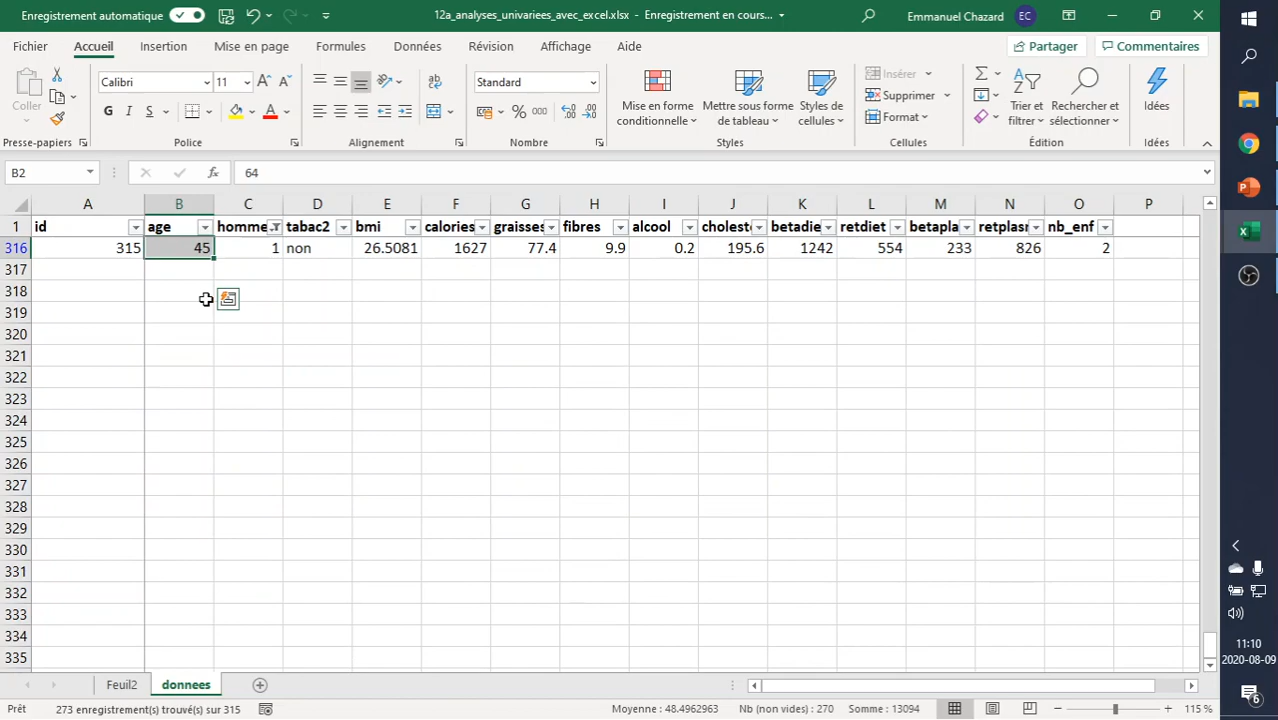 Enregistrement automatique
12a_analyses_univariees_avec_excel.xlsx - Enregistrement en cours...
Emmanuel Chazard EC
Fichier Accueil Insertion Mise en page Formules Données Révision Affichage Aide Partager Commentaires
Coller
Calibri 11
Standard
Mise en forme conditionnelle
Mettre sous forme de tableau
Styles de cellules
Insérer
Supprimer
Format
Trier et filtrer
Rechercher et sélectionner
Idées
G I S
% 000
Presse-papiers Police Alignement Nombre Styles Cellules Édition Idées
B2 fx 64
A B C D E F G H I J K L M N O P
1 id age homme tabac2 bmi calories graisses fibres alcool cholest betadie retdiet betapla retplasm nb_enf
316 315 45 1 non 26.5081 1627 77.4 9.9 0.2 195.6 1242 554 233 826 2
317
318
319
320
321
322
323
324
325
326
327
328
329
330
331
332
333
334
335
Feuil2 donnees
Prêt 273 enregistrement(s) trouvé(s) sur 315 Moyenne : 48.4962963 Nb (non vides) : 270 Somme : 13094 115 %
11:10
2020-08-09
6